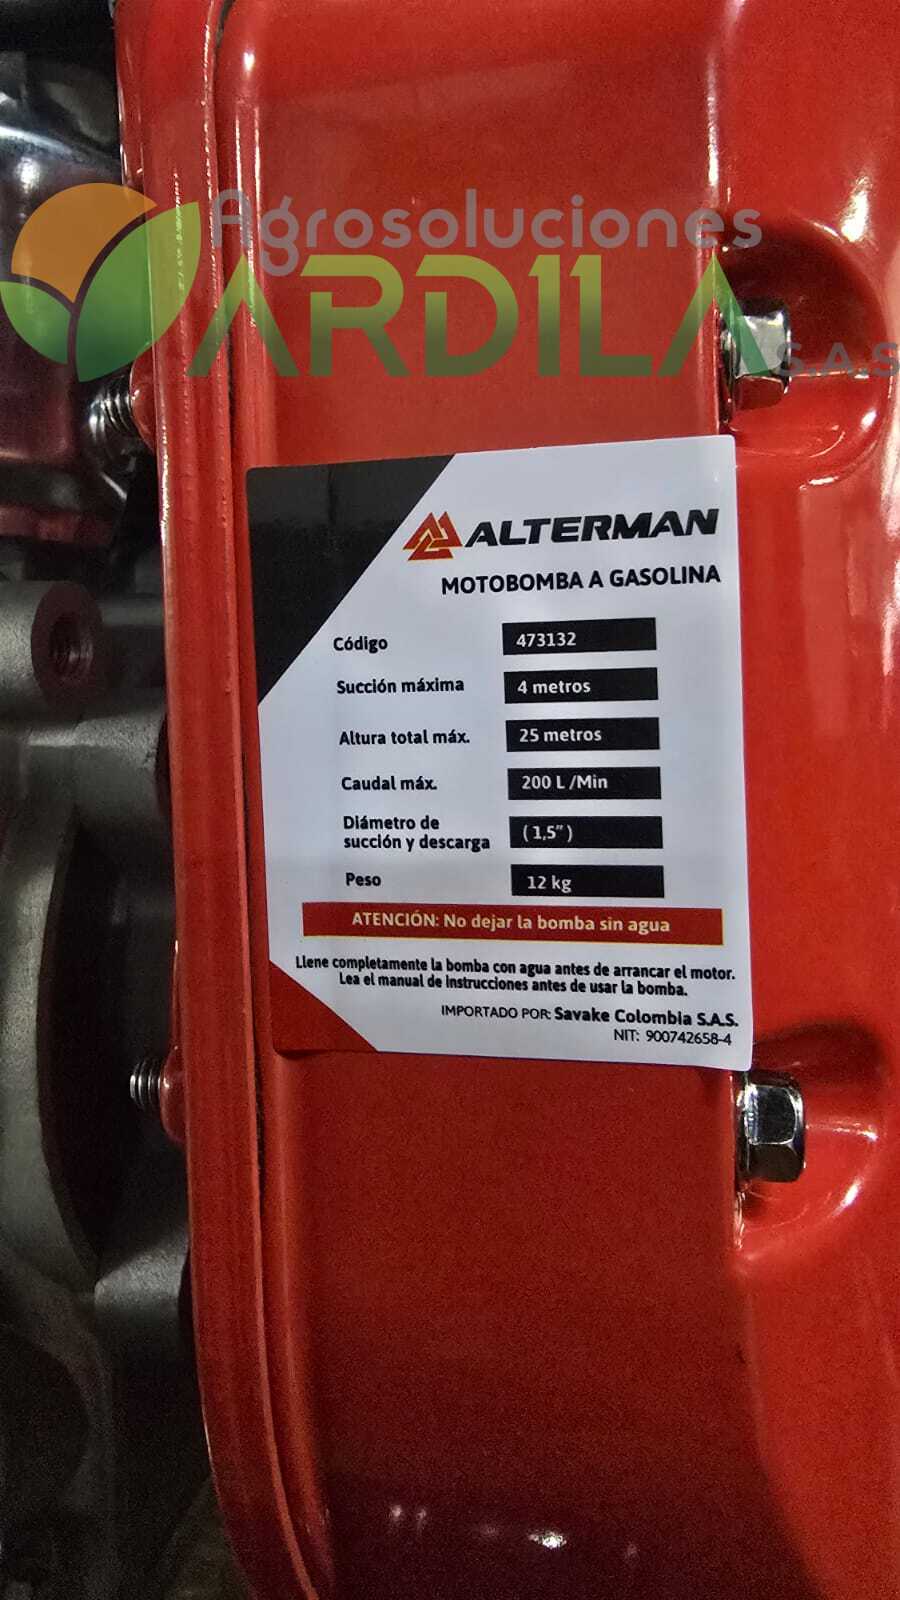 Agrosoluciones
ARDILA S.A.S
ALTERMAN
MOTOBOMBA A GASOLINA
Código 473132
Succión máxima 4 metros
Altura total máx. 25 metros
Caudal máx. 200 L /Min
Diámetro de
succión y descarga ( 1,5" )
Peso 12 kg
ATENCIÓN: No dejar la bomba sin agua
Llene completamente la bomba con agua antes de arrancar el motor.
Lea el manual de instrucciones antes de usar la bomba.
IMPORTADO POR: Savake Colombia S.A.S.
NIT: 900742658-4